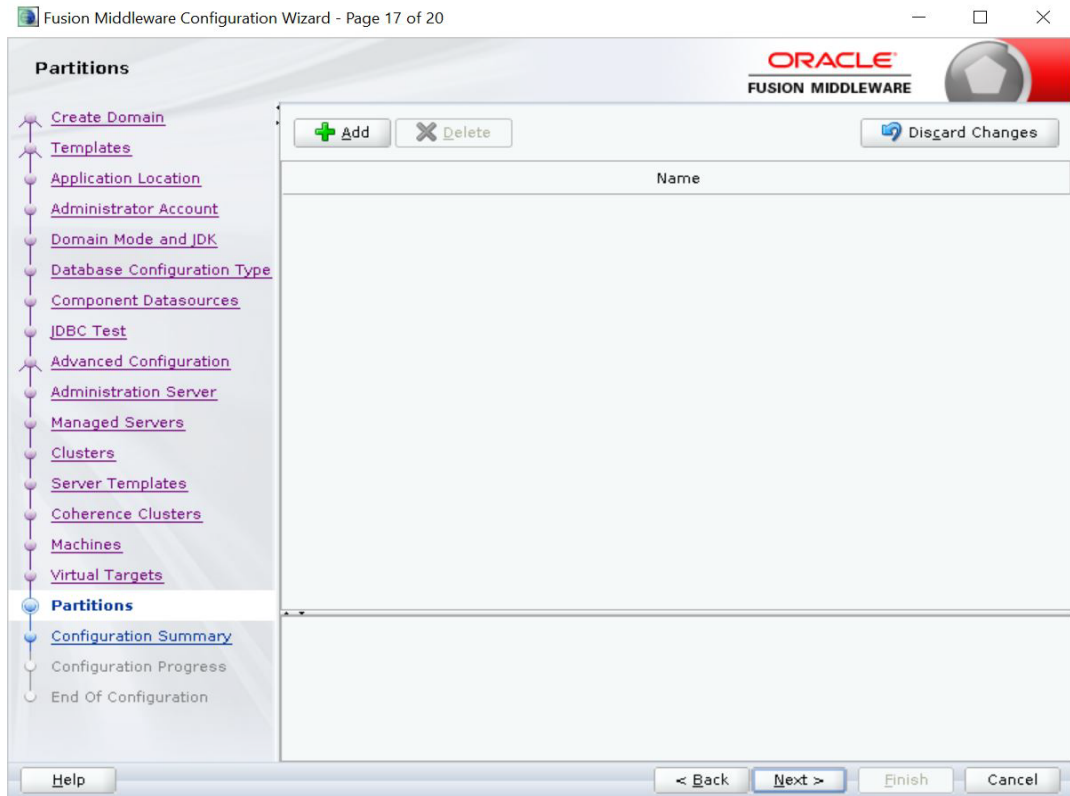 Fusion Middleware Configuration Wizard - Page 17 of 20
Partitions
ORACLE
FUSION MIDDLEWARE
Create Domain
Templates
Application Location
Administrator Account
Domain Mode and JDK
Database Configuration Type
Component Datasources
JDBC Test
Advanced Configuration
Administration Server
Managed Servers
Clusters
Server Templates
Coherence Clusters
Machines
Virtual Targets
Partitions
Configuration Summary
Configuration Progress
End Of Configuration
Add Delete Discard Changes
Name
Help < Back Next > Finish Cancel